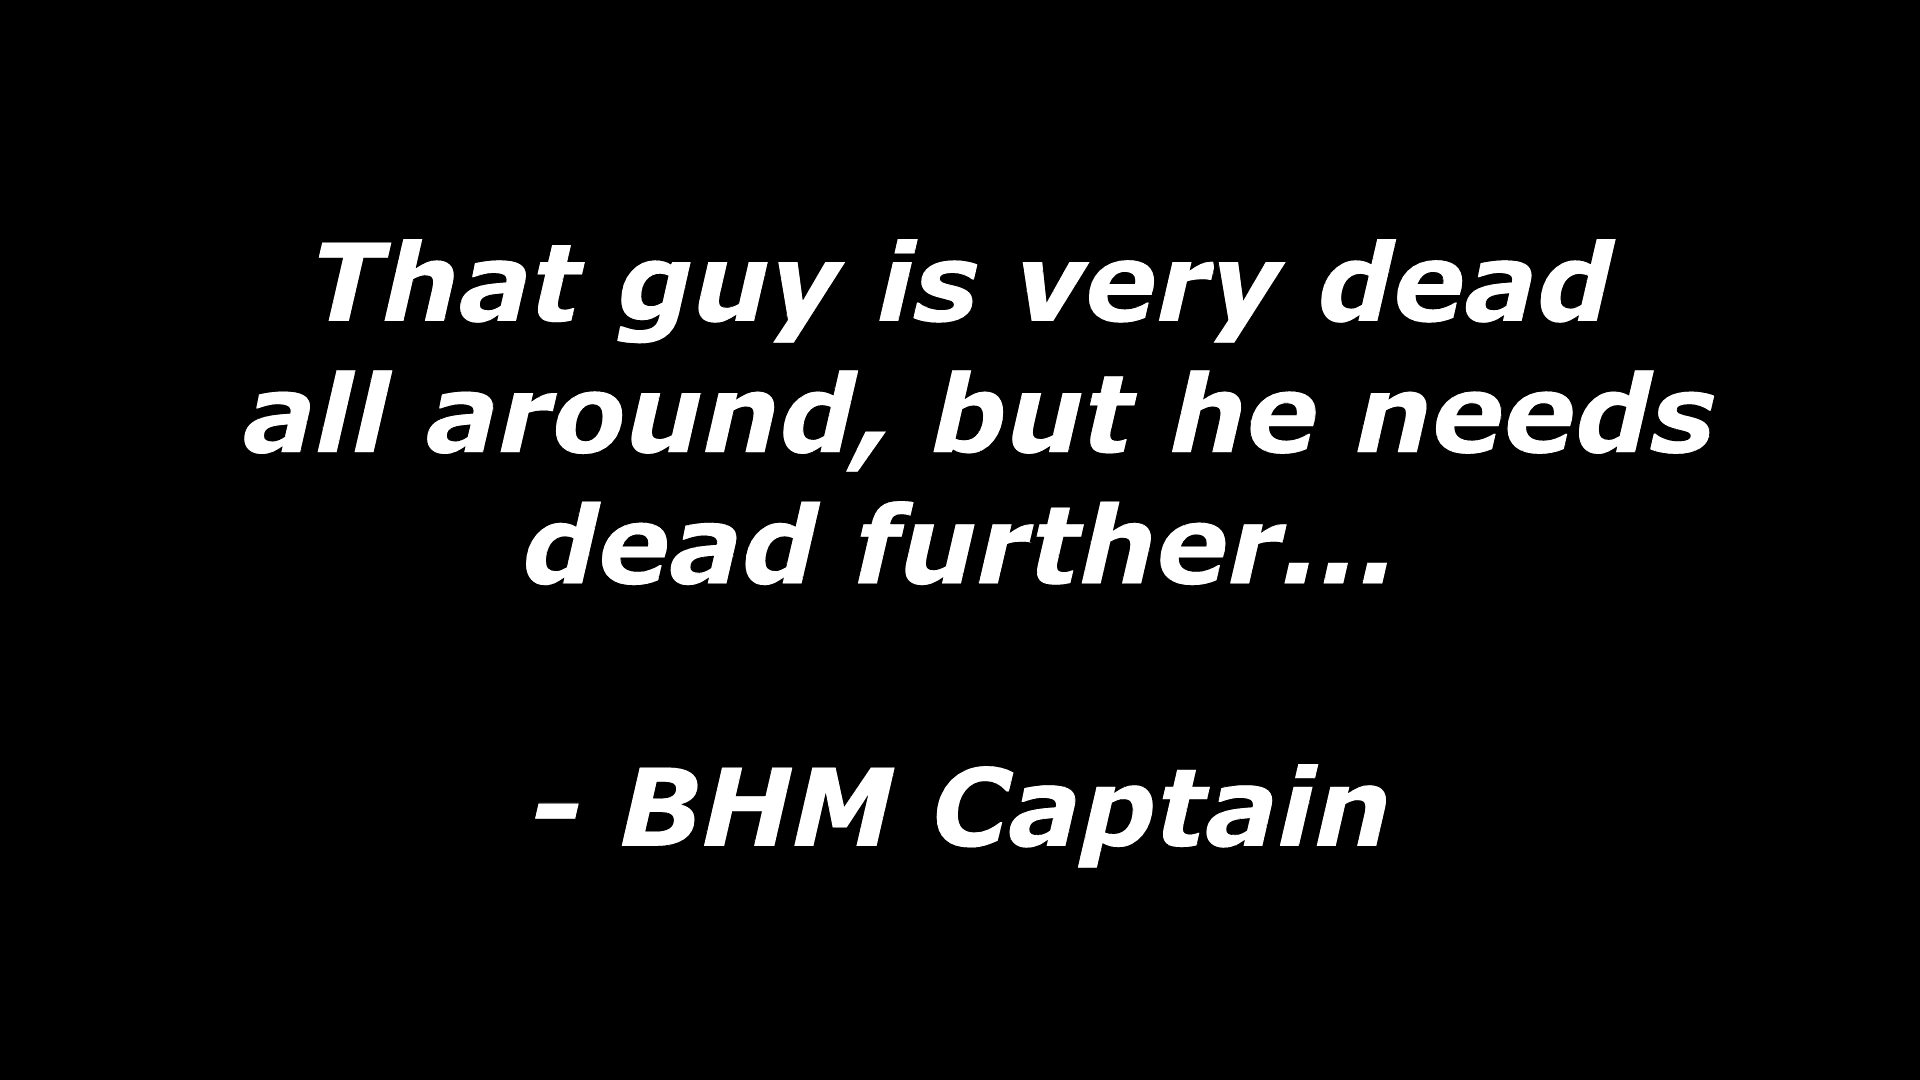 That guy is very dead
all around, but he needs
dead further...
- BHM Captain